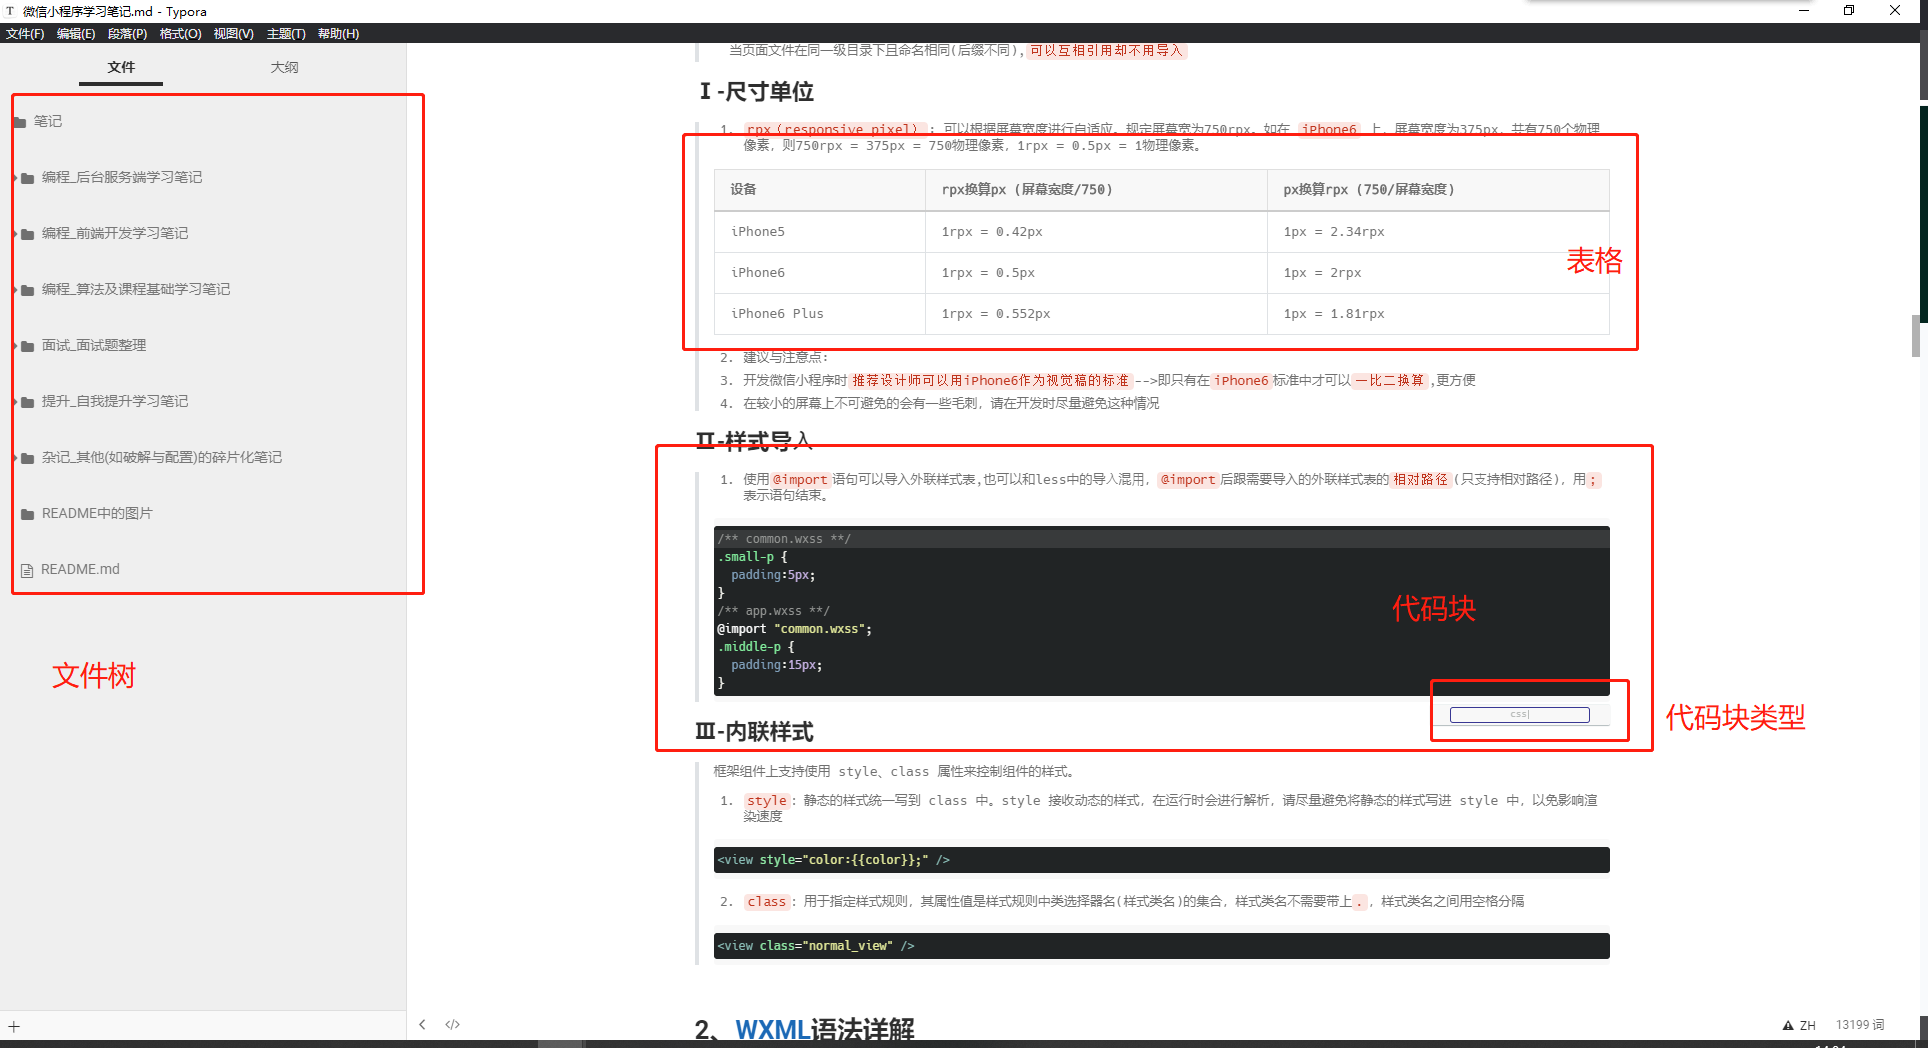 微信小程序学习笔记.md - Typora
文件(F) 编辑(E) 段落(P) 格式(O) 视图(V) 主题(T) 帮助(H)
文件 大纲
笔记
编程_后台服务端学习笔记
编程_前端开发学习笔记
编程_算法及课程基础学习笔记
面试_面试题整理
提升_自我提升学习笔记
杂记_其他(如破解与配置)的碎片化笔记
README中的图片
README.md
文件树
当页面文件在同一级目录下且命名相同(后缀不同),可以互相引用却不用导入
Ⅰ-尺寸单位
1. rpx（responsive pixel）: 可以根据屏幕宽度进行自适应。规定屏幕宽为750rpx。如在 iPhone6 上，屏幕宽度为375px，共有750个物理
像素，则750rpx = 375px = 750物理像素，1rpx = 0.5px = 1物理像素。
设备 rpx换算px (屏幕宽度/750) px换算rpx (750/屏幕宽度)
iPhone5 1rpx = 0.42px 1px = 2.34rpx
iPhone6 1rpx = 0.5px 1px = 2rpx
iPhone6 Plus 1rpx = 0.552px 1px = 1.81rpx
表格
2. 建议与注意点:
3. 开发微信小程序时推荐设计师可以用iPhone6作为视觉稿的标准-->即只有在iPhone6标准中才可以一比二换算,更方便
4. 在较小的屏幕上不可避免的会有一些毛刺，请在开发时尽量避免这种情况
Ⅱ-样式导入
1. 使用@import语句可以导入外联样式表,也可以和less中的导入混用，@import后跟需要导入的外联样式表的相对路径(只支持相对路径)，用;
表示语句结束。
/** common.wxss **/
.small-p {
padding:5px;
}
/** app.wxss **/
@import "common.wxss";
.middle-p {
padding:15px;
}
代码块
css
代码块类型
Ⅲ-内联样式
框架组件上支持使用 style、class 属性来控制组件的样式。
1. style: 静态的样式统一写到 class 中。style 接收动态的样式，在运行时会进行解析，请尽量避免将静态的样式写进 style 中，以免影响渲
染速度
<view style="color:{{color}};" />
2. class: 用于指定样式规则，其属性值是样式规则中类选择器名(样式类名)的集合，样式类名不需要带上.，样式类名之间用空格分隔
<view class="normal_view" />
2、WXML语法详解
</> ZH 13199 词